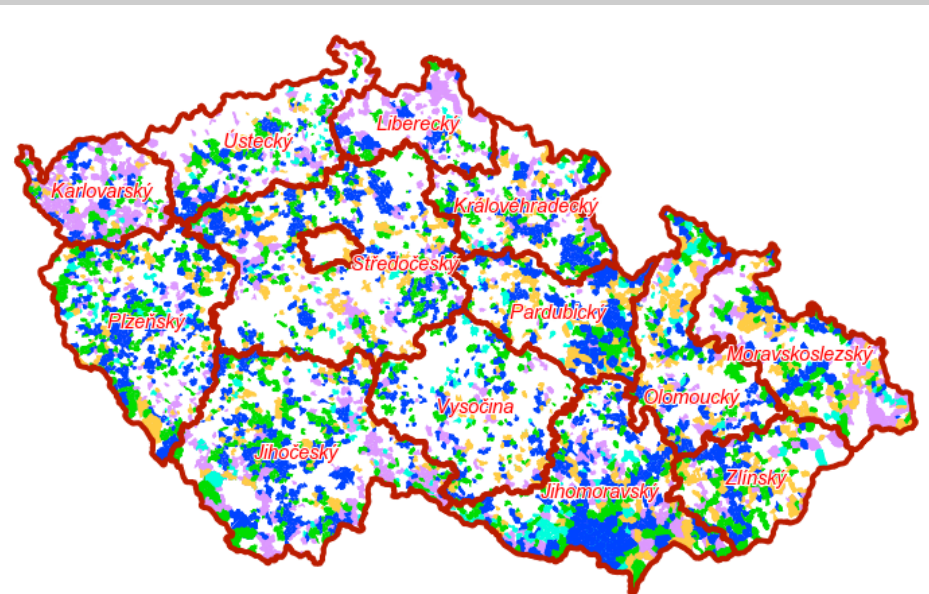 Liberecký
Ústecký
Karlovarský
Královéhradecký
Středočeský
Pardubický
Plzeňský
Moravskoslezský
Olomoucký
Vysočina
Jihočeský
Zlínský
Jihomoravský